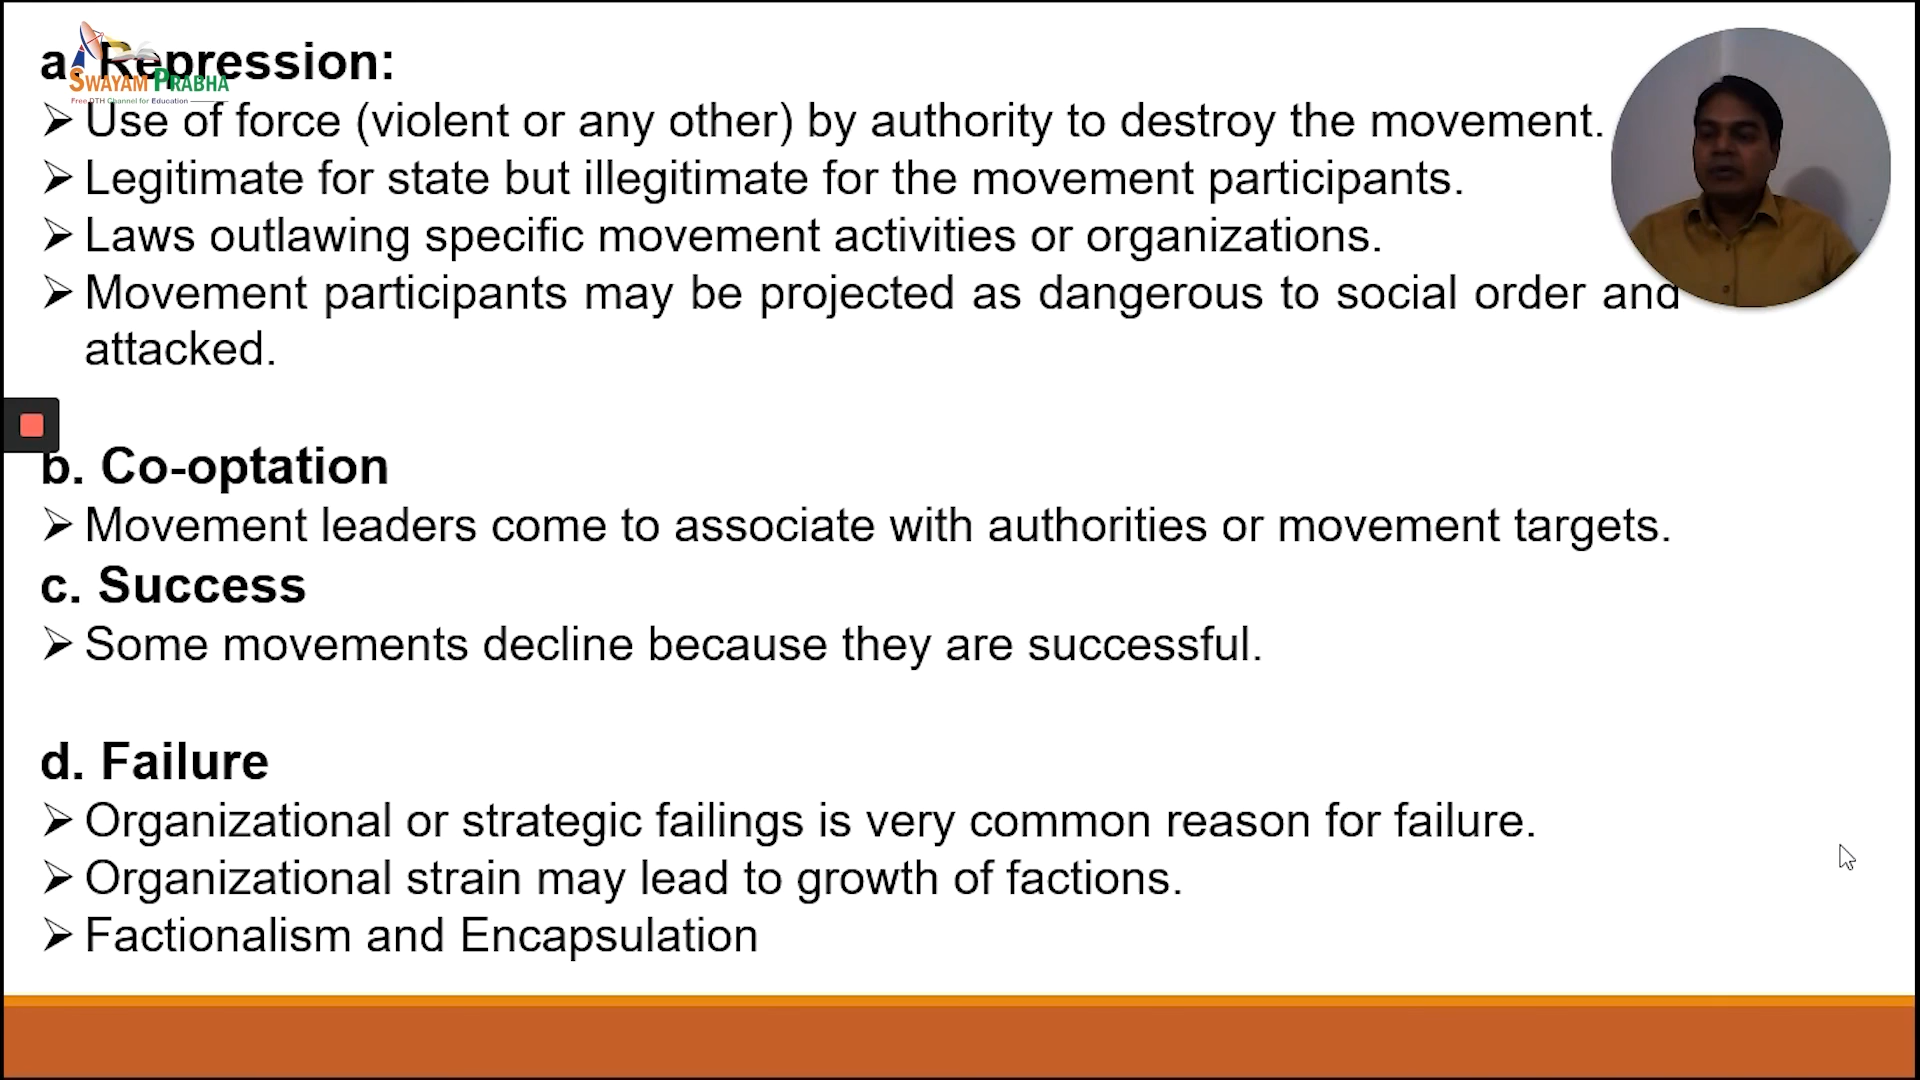 a. Repression:
SWAYAM PRABHA
Free DTH Channel for Education
➢ Use of force (violent or any other) by authority to destroy the movement.
➢ Legitimate for state but illegitimate for the movement participants.
➢ Laws outlawing specific movement activities or organizations.
➢ Movement participants may be projected as dangerous to social order and
attacked.
b. Co-optation
➢ Movement leaders come to associate with authorities or movement targets.
c. Success
➢ Some movements decline because they are successful.
d. Failure
➢ Organizational or strategic failings is very common reason for failure.
➢ Organizational strain may lead to growth of factions.
➢ Factionalism and Encapsulation